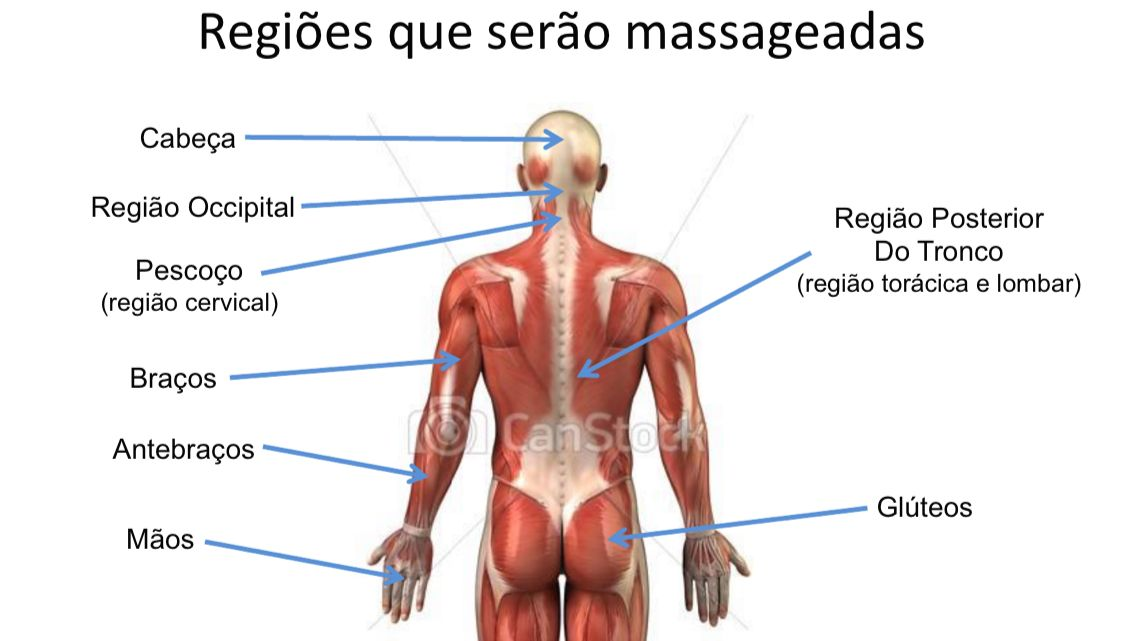 Regiões que serão massageadas
Cabeça
Região Occipital
Pescoço
(região cervical)
Braços
Antebraços
Mãos
Região Posterior
Do Tronco
(região torácica e lombar)
Glúteos
CanStock